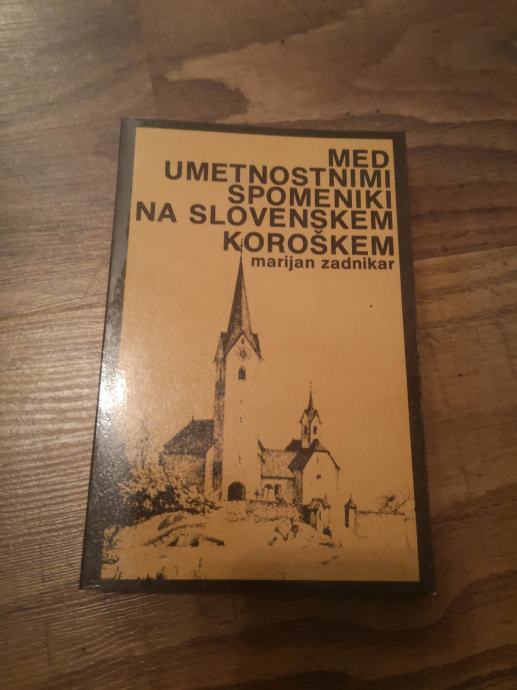 MED
UMETNOSTNIMI
SPOMENIKI
NA SLOVENSKEM
KOROŠKEM
marijan zadnikar